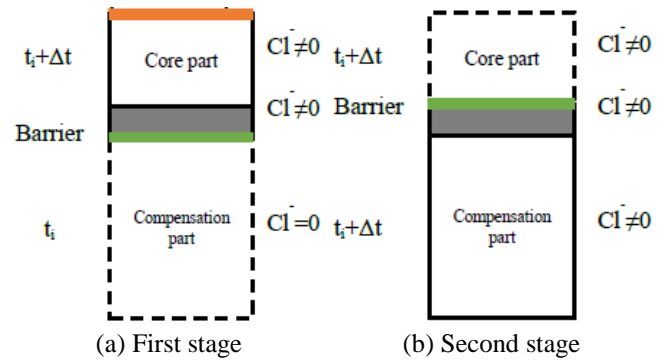 tᵢ+Δt
Core part
Cl⁻≠0
Cl⁻≠0
Barrier
tᵢ
Compensation
part
Cl⁻=0
tᵢ+Δt
Core part
Cl⁻≠0
Barrier
Cl⁻≠0
tᵢ+Δt
Compensation
part
Cl⁻≠0
(a) First stage
(b) Second stage